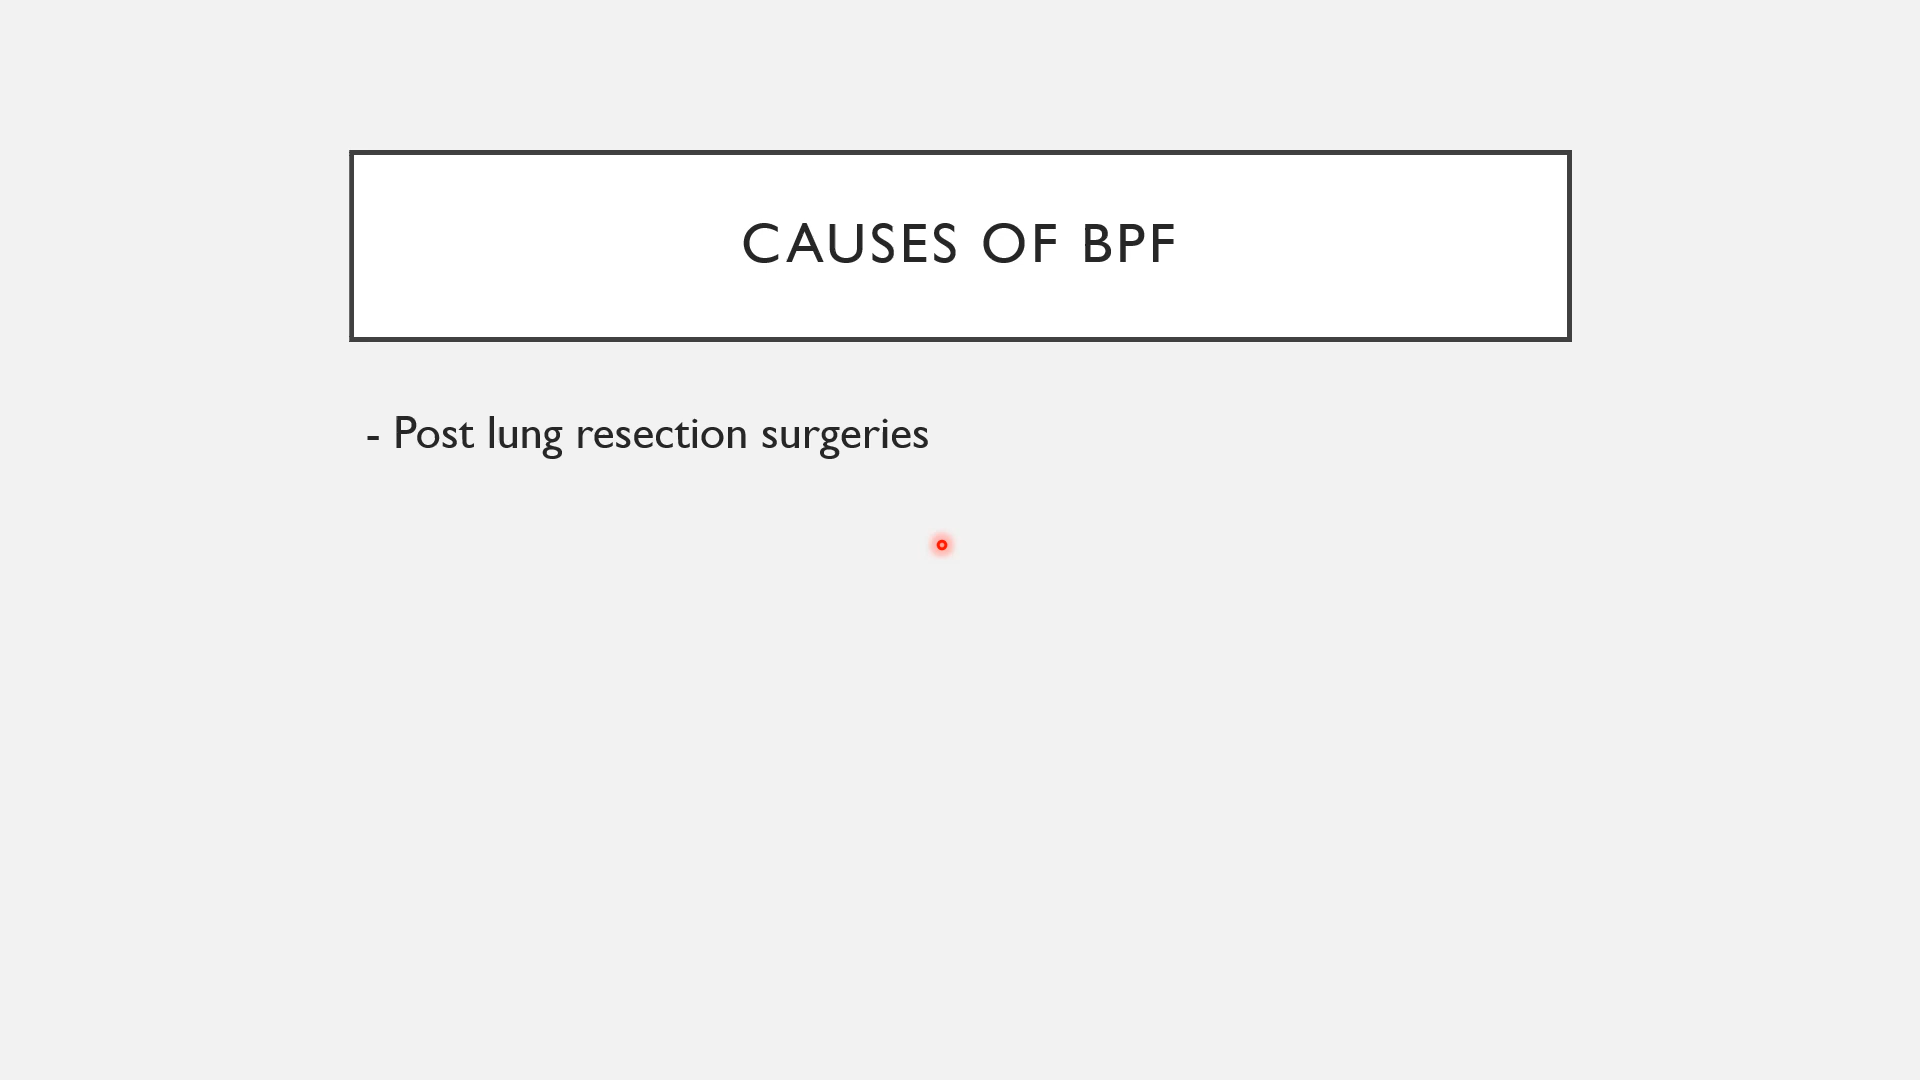 CAUSES OF BPF
- Post lung resection surgeries